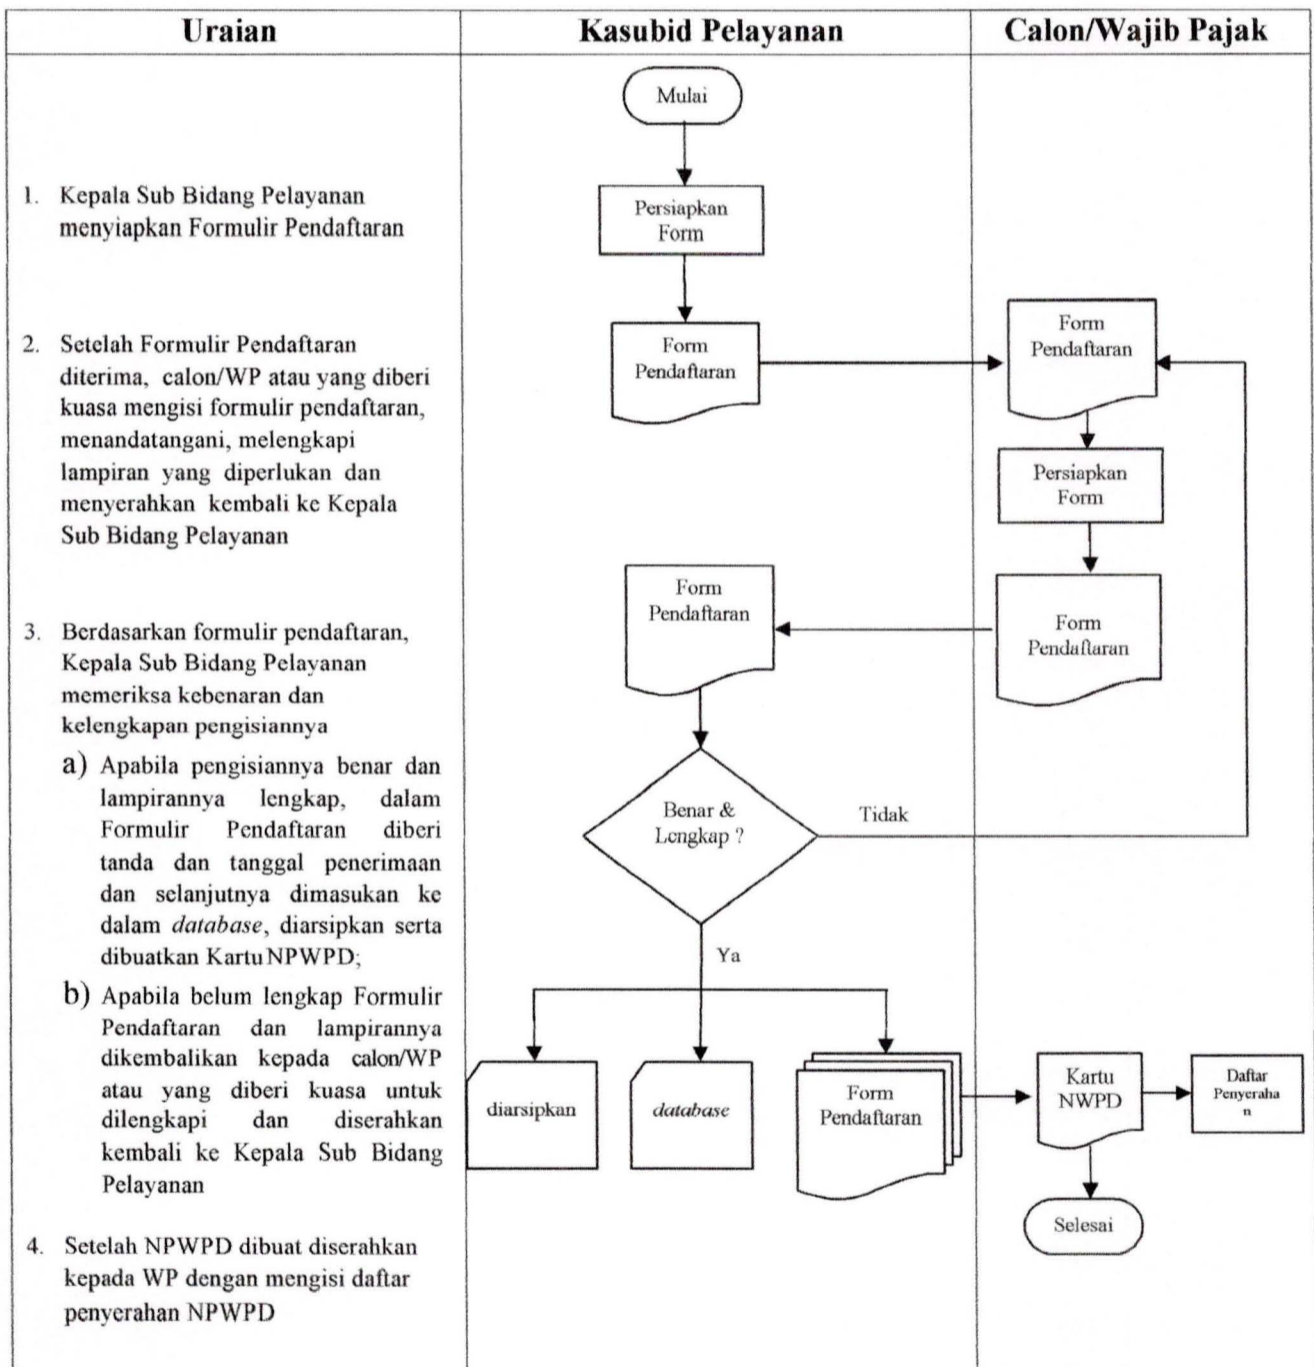 Uraian
Kasubid Pelayanan
Calon/Wajib Pajak
1. Kepala Sub Bidang Pelayanan
menyiapkan Formulir Pendaftaran
2. Setelah Formulir Pendaftaran
diterima, calon/WP atau yang diberi
kuasa mengisi formulir pendaftaran,
menandatangani, melengkapi
lampiran yang diperlukan dan
menyerahkan kembali ke Kepala
Sub Bidang Pelayanan
3. Berdasarkan formulir pendaftaran,
Kepala Sub Bidang Pelayanan
memeriksa kebenaran dan
kelengkapan pengisiannya
a) Apabila pengisiannya benar dan
lampirannya lengkap, dalam
Formulir Pendaftaran diberi
tanda dan tanggal penerimaan
dan selanjutnya dimasukan ke
dalam database, diarsipkan serta
dibuatkan Kartu NPWPD;
b) Apabila belum lengkap Formulir
Pendaftaran dan lampirannya
dikembalikan kepada calon/WP
atau yang diberi kuasa untuk
dilengkapi dan diserahkan
kembali ke Kepala Sub Bidang
Pelayanan
4. Setelah NPWPD dibuat diserahkan
kepada WP dengan mengisi daftar
penyerahan NPWPD
Mulai
Persiapkan
Form
Form
Pendaftaran
Form
Pendaftaran
Persiapkan
Form
Form
Pendaftaran
Form
Pendaftaran
Benar &
Lengkap ?
Tidak
Ya
diarsipkan
database
Form
Pendaftaran
Kartu
NWPD
Daftar
Penyeraha
n
Selesai